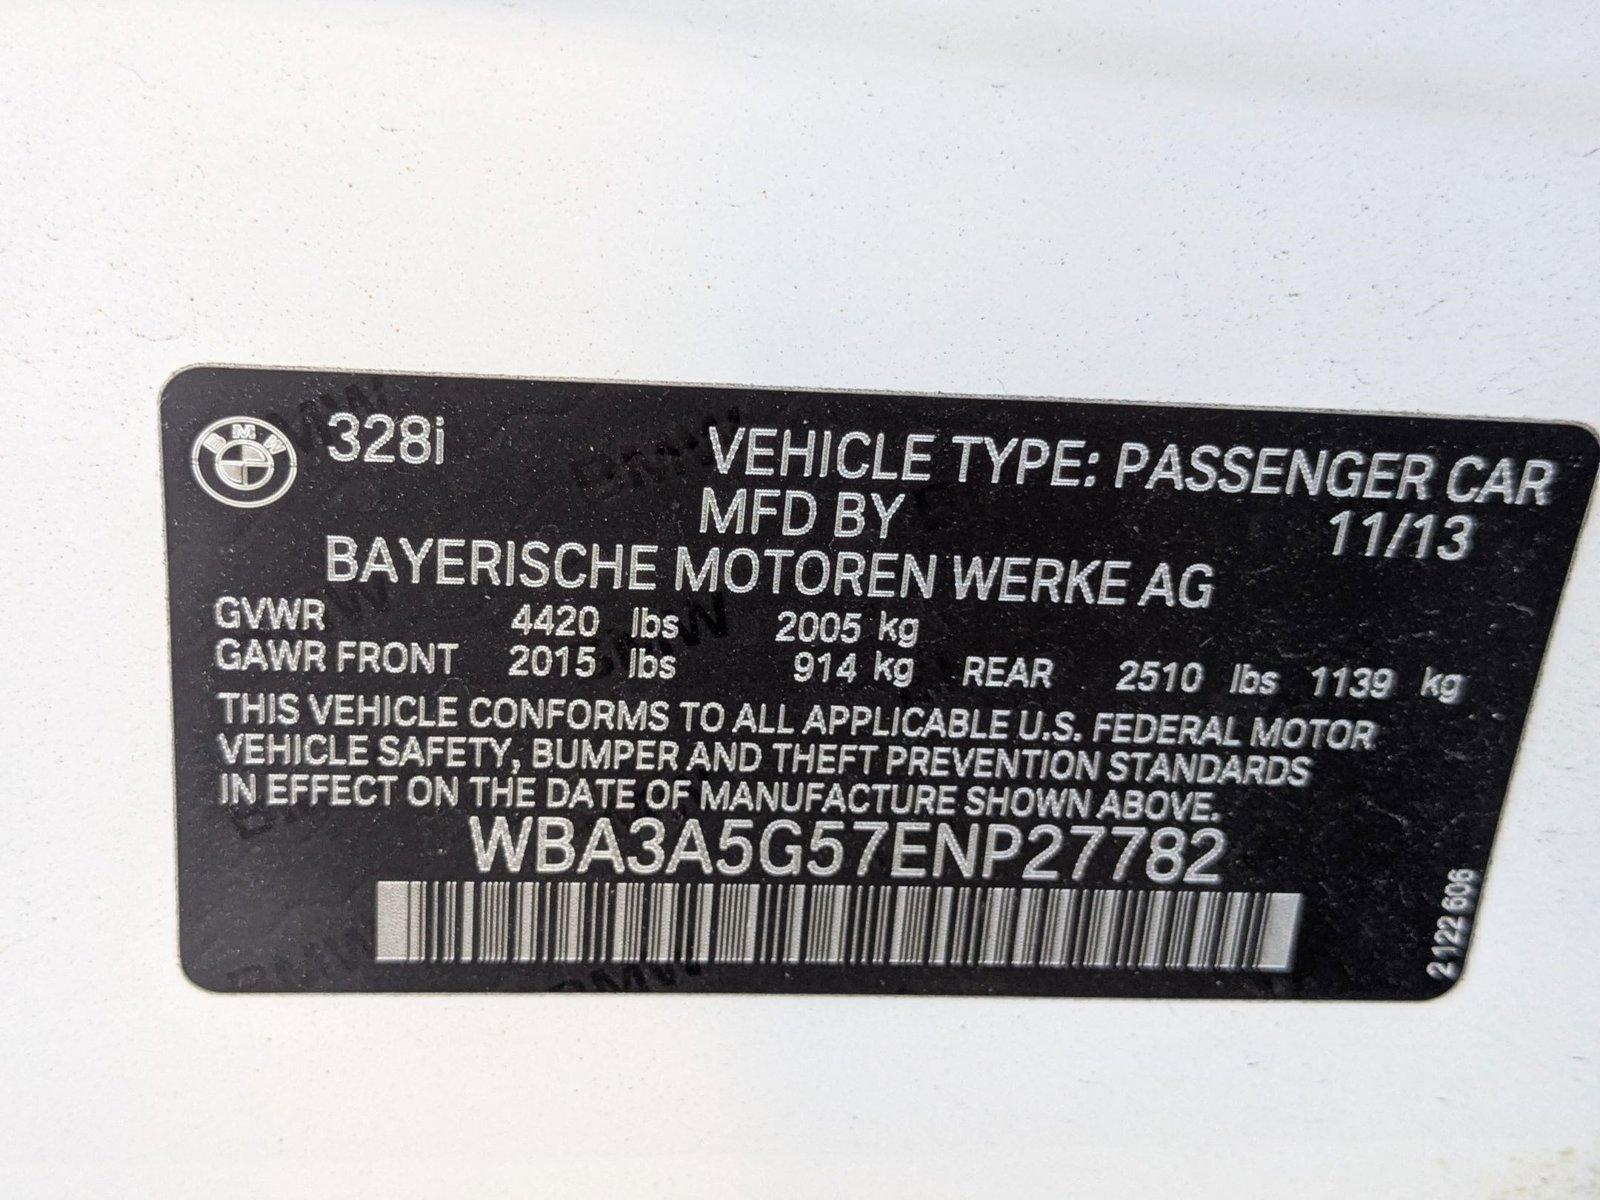 BMW 328i
VEHICLE TYPE: PASSENGER CAR
MFD BY 11/13
BAYERISCHE MOTOREN WERKE AG
GVWR 4420 lbs 2005 kg
GAWR FRONT 2015 lbs 914 kg REAR 2510 lbs 1139 kg
THIS VEHICLE CONFORMS TO ALL APPLICABLE U.S. FEDERAL MOTOR
VEHICLE SAFETY, BUMPER AND THEFT PREVENTION STANDARDS
IN EFFECT ON THE DATE OF MANUFACTURE SHOWN ABOVE.
WBA3A5G57ENP27782
2 122 606